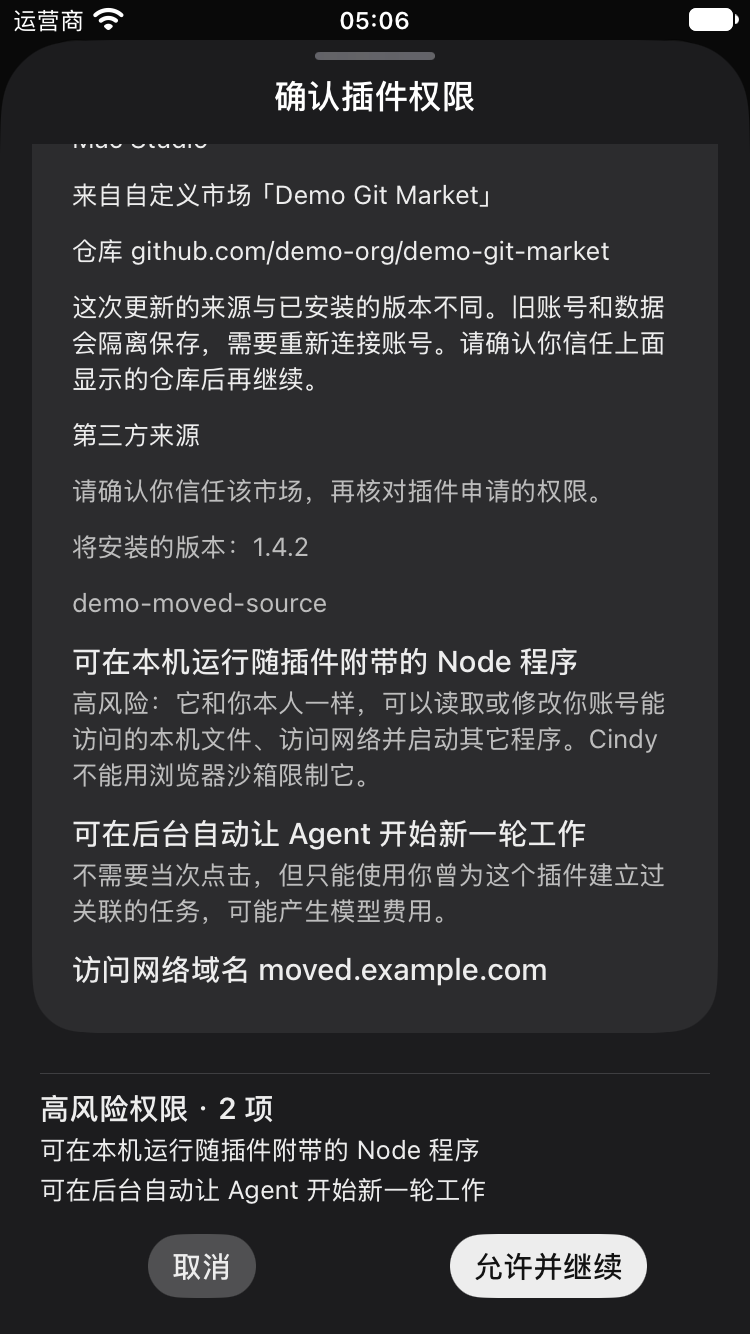 运营商
05:06
确认插件权限
Mac Studio
来自自定义市场「Demo Git Market」
仓库 github.com/demo-org/demo-git-market
这次更新的来源与已安装的版本不同。旧账号和数据
会隔离保存，需要重新连接账号。请确认你信任上面
显示的仓库后再继续。
第三方来源
请确认你信任该市场，再核对插件申请的权限。
将安装的版本：1.4.2
demo-moved-source
可在本机运行随插件附带的 Node 程序
高风险：它和你本人一样，可以读取或修改你账号能
访问的本机文件、访问网络并启动其它程序。Cindy
不能用浏览器沙箱限制它。
可在后台自动让 Agent 开始新一轮工作
不需要当次点击，但只能使用你曾为这个插件建立过
关联的任务，可能产生模型费用。
访问网络域名 moved.example.com
高风险权限 · 2 项
可在本机运行随插件附带的 Node 程序
可在后台自动让 Agent 开始新一轮工作
取消
允许并继续